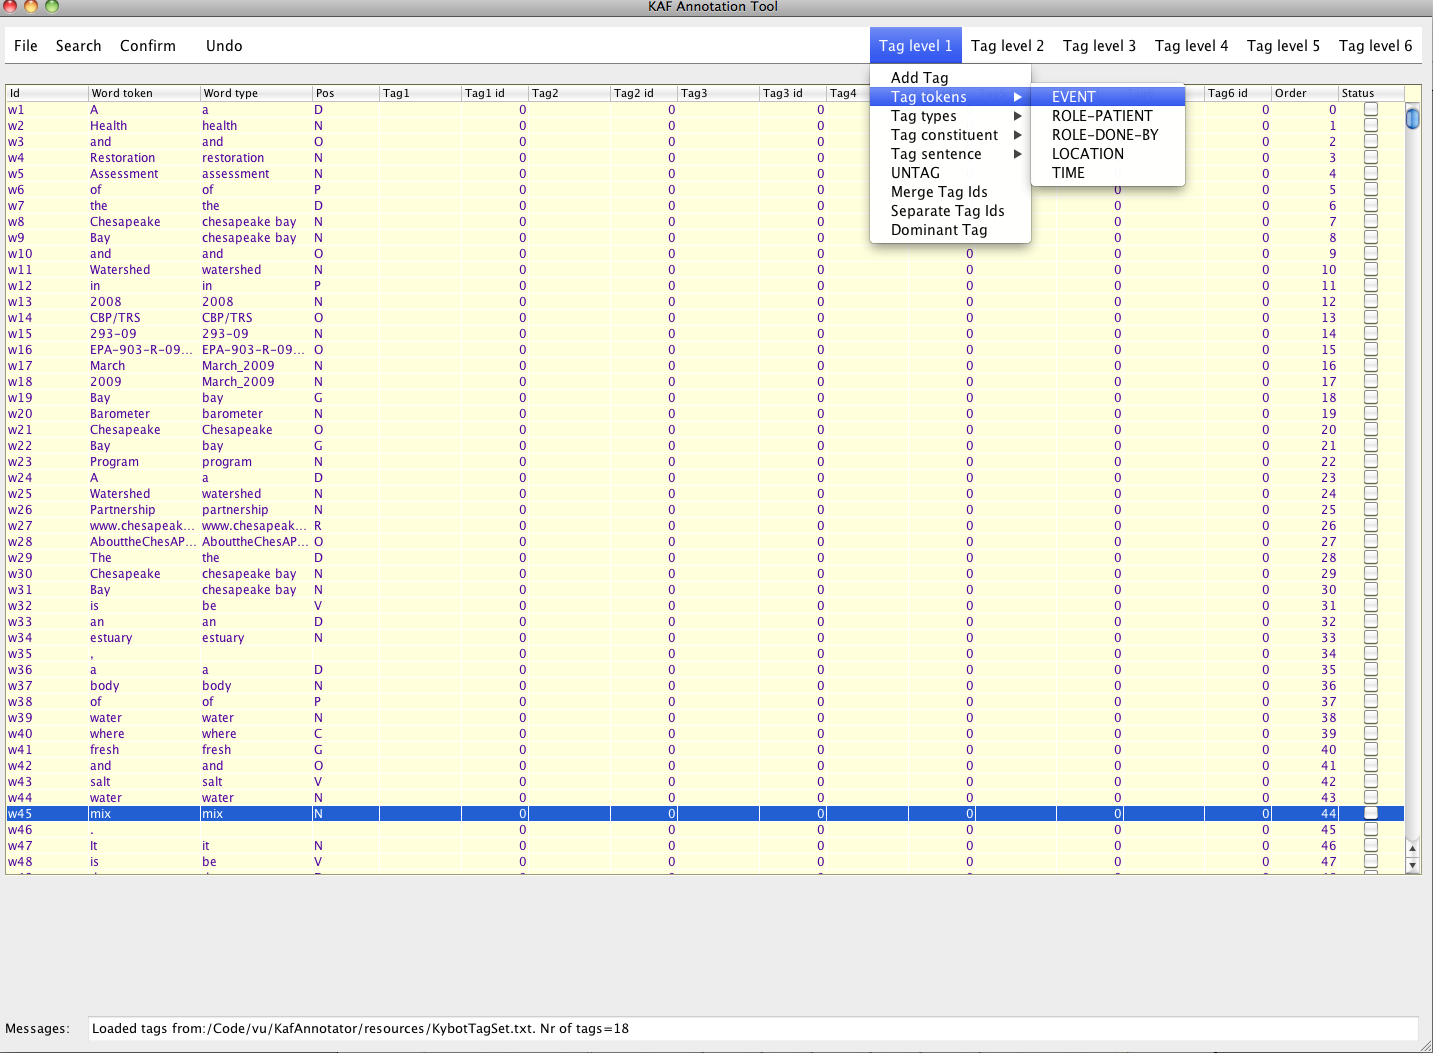 KAF Annotation Tool
File Search Confirm Undo Tag level 1 Tag level 2 Tag level 3 Tag level 4 Tag level 5 Tag level 6
Add Tag
Tag tokens
Tag types
Tag constituent
Tag sentence
UNTAG
Merge Tag Ids
Separate Tag Ids
Dominant Tag
EVENT
ROLE-PATIENT
ROLE-DONE-BY
LOCATION
TIME
Id Word token Word type Pos Tag1 Tag1 id Tag2 Tag2 id Tag3 Tag3 id Tag4 Tag6 id Order Status
w1 A a D 0 0 0 0 0
w2 Health health N 0 0 0 0 1
w3 and and O 0 0 0 0 2
w4 Restoration restoration N 0 0 0 0 3
w5 Assessment assessment N 0 0 0 0 4
w6 of of P 0 0 0 0 0 5
w7 the the D 0 0 0 0 0 6
w8 Chesapeake chesapeake bay N 0 0 0 0 0 7
w9 Bay chesapeake bay N 0 0 0 0 0 8
w10 and and O 0 0 0 0 0 0 9
w11 Watershed watershed N 0 0 0 0 0 0 10
w12 in in P 0 0 0 0 0 0 11
w13 2008 2008 N 0 0 0 0 0 0 12
w14 CBP/TRS CBP/TRS O 0 0 0 0 0 0 13
w15 293-09 293-09 N 0 0 0 0 0 0 14
w16 EPA-903-R-09... EPA-903-R-09... O 0 0 0 0 0 0 15
w17 March March_2009 N 0 0 0 0 0 0 16
w18 2009 March_2009 N 0 0 0 0 0 0 17
w19 Bay bay G 0 0 0 0 0 0 18
w20 Barometer barometer N 0 0 0 0 0 0 19
w21 Chesapeake Chesapeake O 0 0 0 0 0 0 20
w22 Bay bay G 0 0 0 0 0 0 21
w23 Program program N 0 0 0 0 0 0 22
w24 A a D 0 0 0 0 0 0 23
w25 Watershed watershed N 0 0 0 0 0 0 24
w26 Partnership partnership N 0 0 0 0 0 0 25
w27 www.chesapeak... www.chesapeak... R 0 0 0 0 0 0 26
w28 AbouttheChesAP... AbouttheChesAP... O 0 0 0 0 0 0 27
w29 The the D 0 0 0 0 0 0 28
w30 Chesapeake chesapeake bay N 0 0 0 0 0 0 29
w31 Bay chesapeake bay N 0 0 0 0 0 0 30
w32 is be V 0 0 0 0 0 0 31
w33 an an D 0 0 0 0 0 0 32
w34 estuary estuary N 0 0 0 0 0 0 33
w35 , 0 0 0 0 0 0 34
w36 a a D 0 0 0 0 0 0 35
w37 body body N 0 0 0 0 0 0 36
w38 of of P 0 0 0 0 0 0 37
w39 water water N 0 0 0 0 0 0 38
w40 where where C 0 0 0 0 0 0 39
w41 fresh fresh G 0 0 0 0 0 0 40
w42 and and O 0 0 0 0 0 0 41
w43 salt salt V 0 0 0 0 0 0 42
w44 water water N 0 0 0 0 0 0 43
w45 mix mix N 0 0 0 0 0 0 44
w46 . 0 0 0 0 0 0 45
w47 It it N 0 0 0 0 0 0 46
w48 is be V 0 0 0 0 0 0 47
Messages: Loaded tags from:/Code/vu/KafAnnotator/resources/KybotTagSet.txt. Nr of tags=18